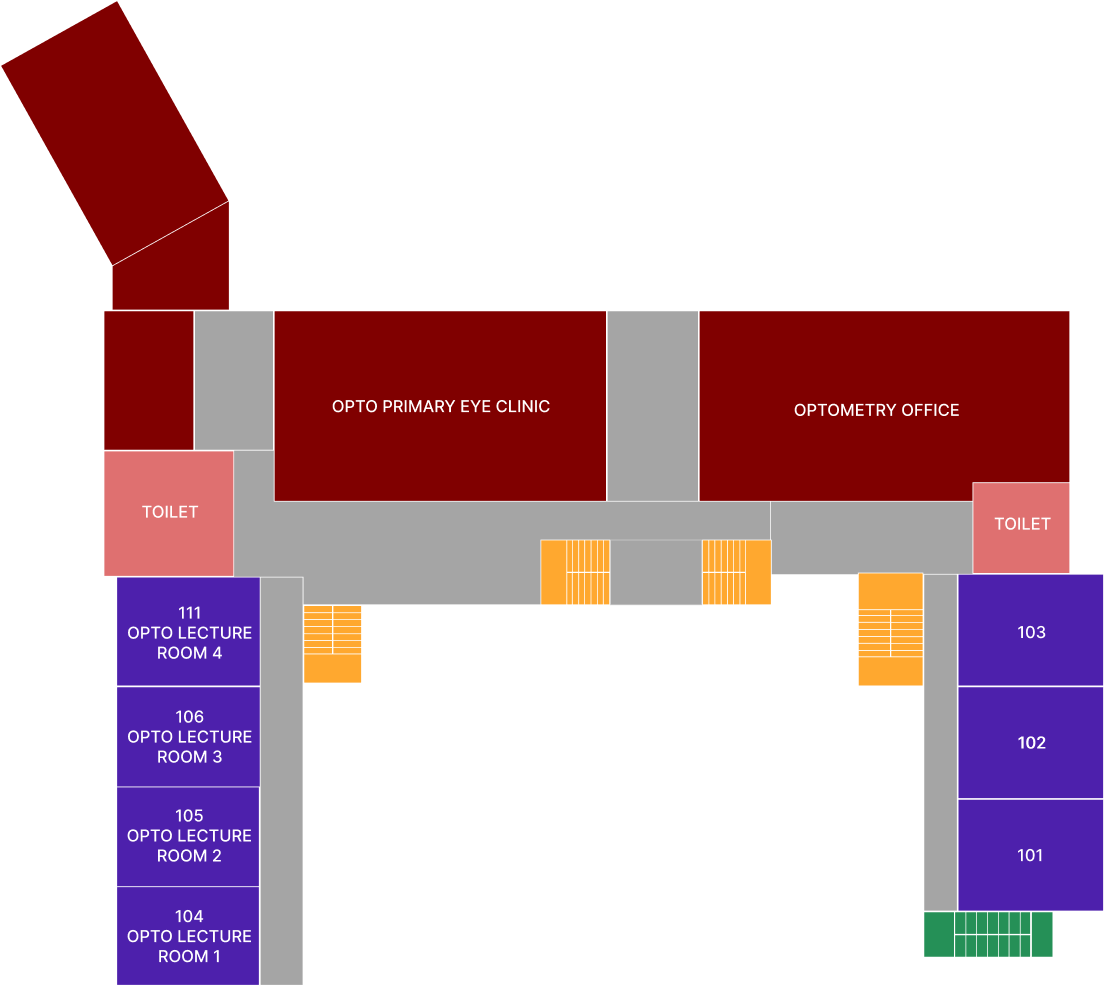 OPTO PRIMARY EYE CLINIC
OPTOMETRY OFFICE
TOILET
TOILET
111
OPTO LECTURE
ROOM 4
103
106
OPTO LECTURE
ROOM 3
102
105
OPTO LECTURE
ROOM 2
101
104
OPTO LECTURE
ROOM 1